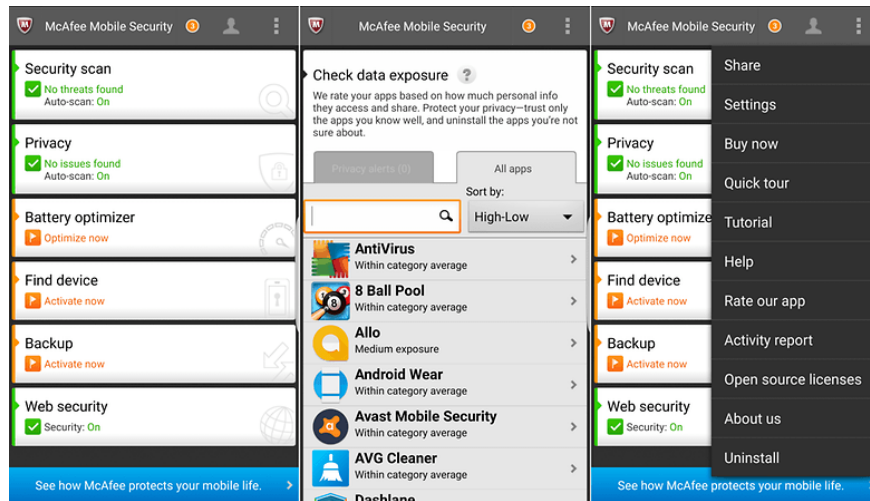 McAfee Mobile Security 3
Security scan
No threats found
Auto-scan: On
Privacy
No issues found
Auto-scan: On
Battery optimizer
Optimize now
Find device
Activate now
Backup
Activate now
Web security
Security: On
See how McAfee protects your mobile life.
McAfee Mobile Security 3
Check data exposure ?
We rate your apps based on how much personal info
they access and share. Protect your privacy—trust only
the apps you know well, and uninstall the apps you're not
sure about.
Privacy alerts (0)
All apps
Sort by:
High-Low
AntiVirus
Within category average
8 Ball Pool
Within category average
Allo
Medium exposure
Android Wear
Within category average
Avast Mobile Security
Within category average
AVG Cleaner
Within category average
Dashlane
McAfee Mobile Security 3
Security scan
No threats found
Auto-scan: On
Privacy
No issues found
Auto-scan: On
Battery optimize
Optimize now
Find device
Activate now
Backup
Activate now
Web security
Security: On
See how McAfee protects your mobile life.
Share
Settings
Buy now
Quick tour
Tutorial
Help
Rate our app
Activity report
Open source licenses
About us
Uninstall